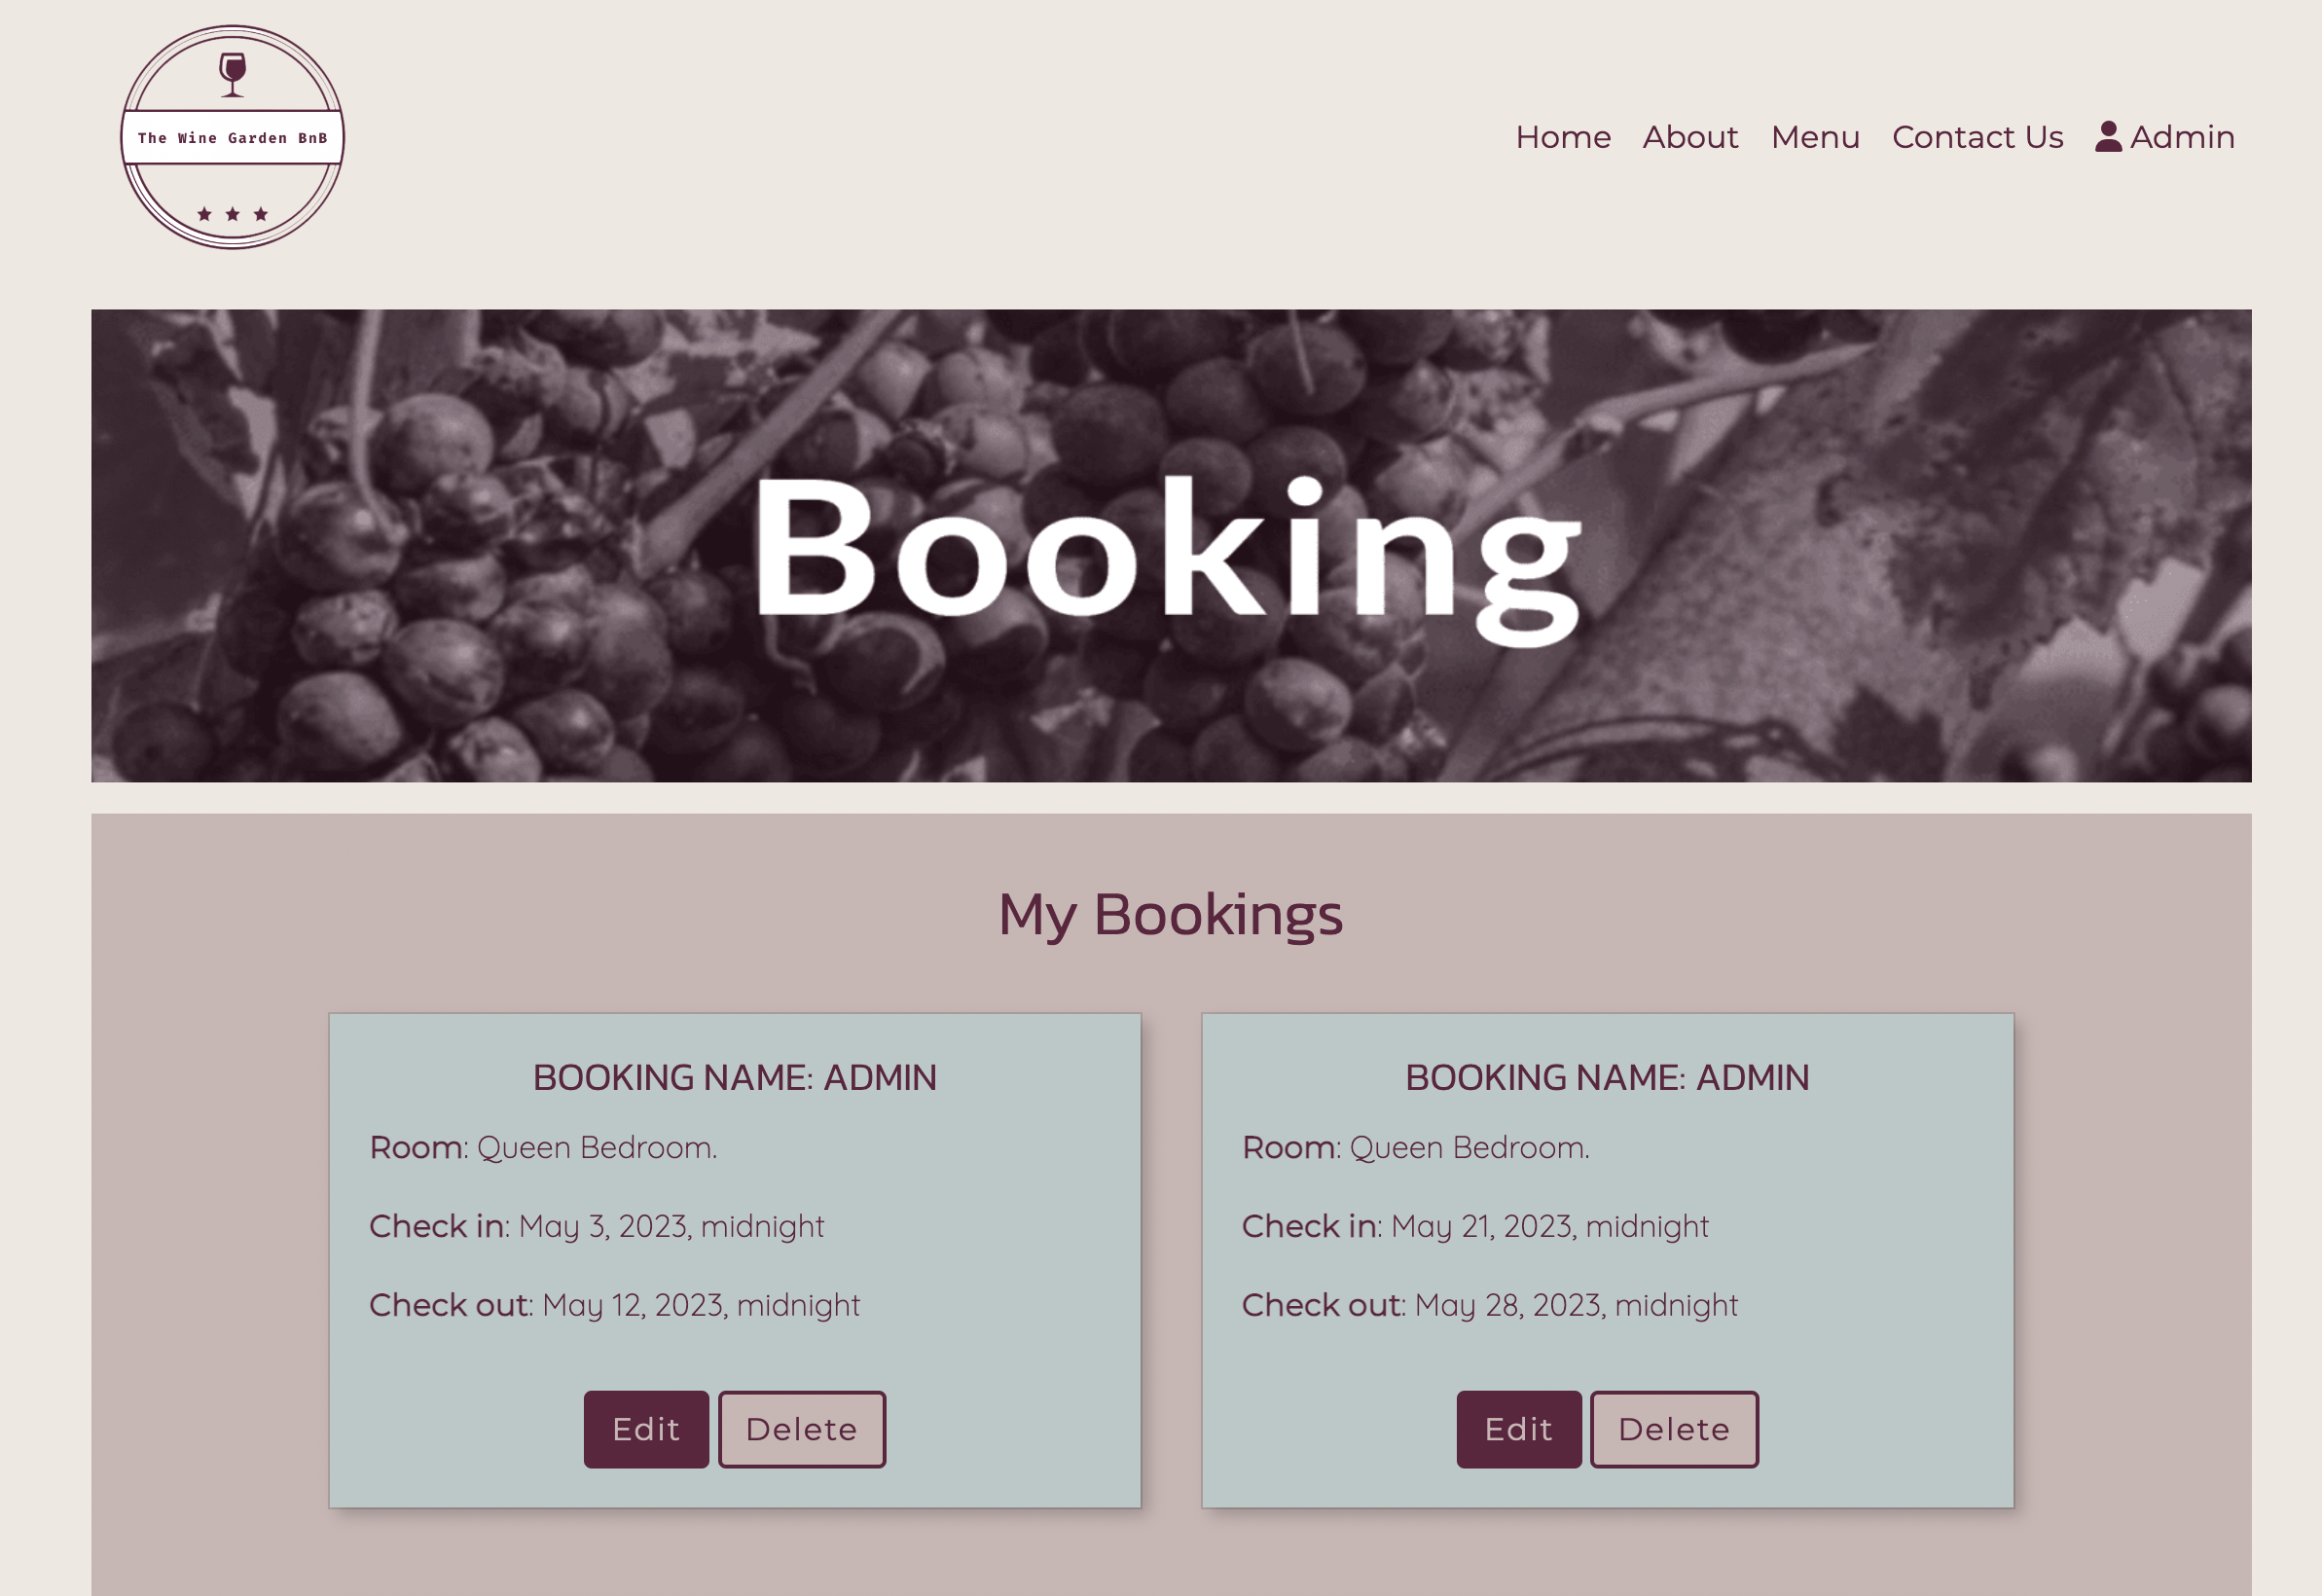 The Wine Garden BnB
Home About Menu Contact Us Admin
Booking
My Bookings
BOOKING NAME: ADMIN
Room: Queen Bedroom.
Check in: May 3, 2023, midnight
Check out: May 12, 2023, midnight
Edit Delete
BOOKING NAME: ADMIN
Room: Queen Bedroom.
Check in: May 21, 2023, midnight
Check out: May 28, 2023, midnight
Edit Delete